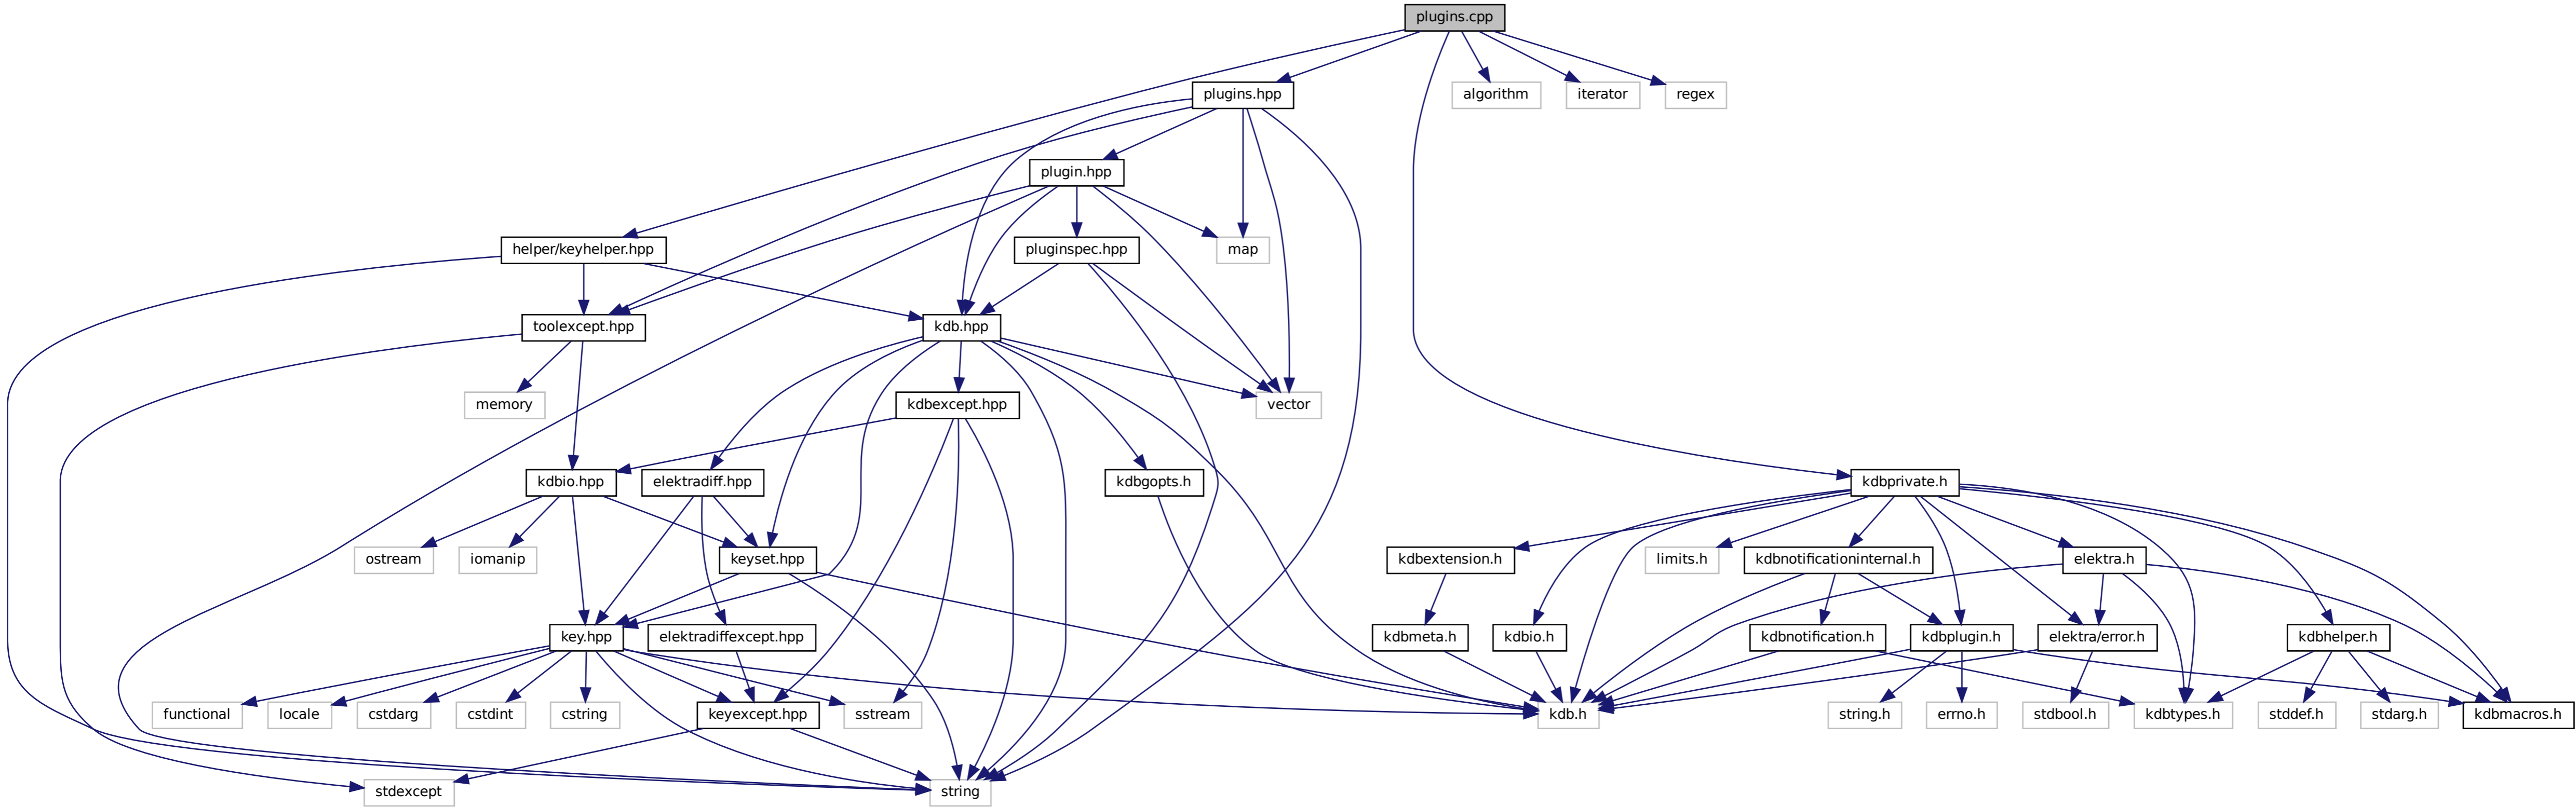 plugins.cpp
plugins.hpp
algorithm
iterator
regex
plugin.hpp
helper/keyhelper.hpp
pluginspec.hpp
map
toolexcept.hpp
kdb.hpp
memory
kdbexcept.hpp
vector
kdbio.hpp
elektradiff.hpp
kdbgopts.h
kdbprivate.h
ostream
iomanip
keyset.hpp
kdbextension.h
limits.h
kdbnotificationinternal.h
elektra.h
key.hpp
elektradiffexcept.hpp
kdbmeta.h
kdbio.h
kdbnotification.h
kdbplugin.h
elektra/error.h
kdbhelper.h
functional
locale
cstdarg
cstdint
cstring
keyexcept.hpp
sstream
kdb.h
string.h
errno.h
stdbool.h
kdbtypes.h
stddef.h
stdarg.h
kdbmacros.h
stdexcept
string